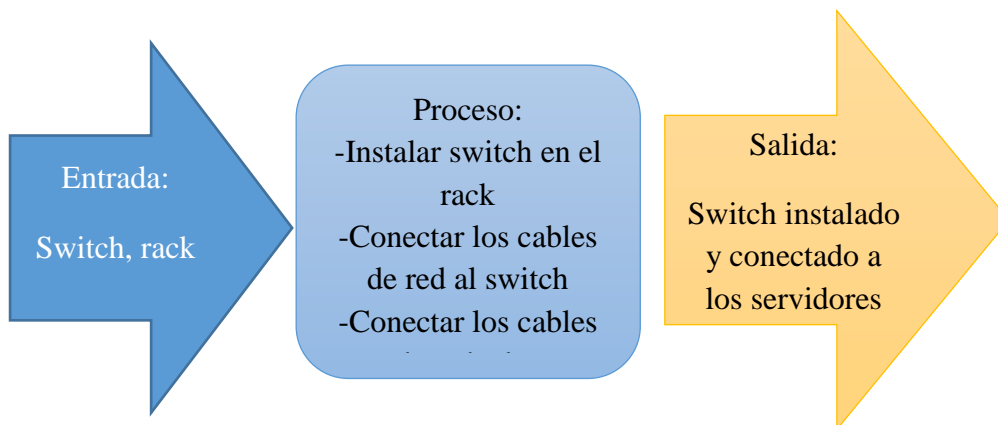 Entrada:
Switch, rack
Proceso:
-Instalar switch en el
rack
-Conectar los cables
de red al switch
-Conectar los cables
Salida:
Switch instalado
y conectado a
los servidores